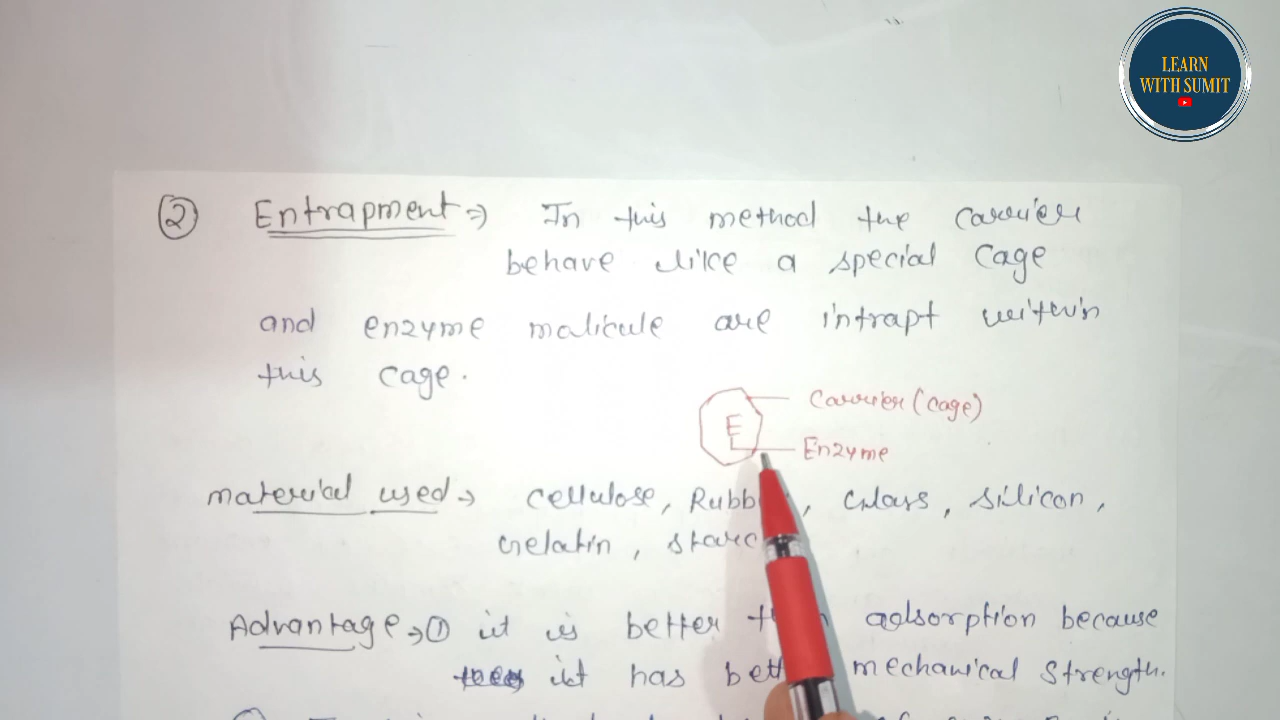 LEARN
WITH SUMIT
② Entrapment ⇒ In this method the carrier
behave like a special cage
and enzyme malicule are intrapt within
this cage.
Carrier (cage)
E
Enzyme
material used → cellulose, Rubb , Glass, Silicon,
Gelatin, starc
Advantage → ① it is better adsorption because
it has bett mechanical strength.